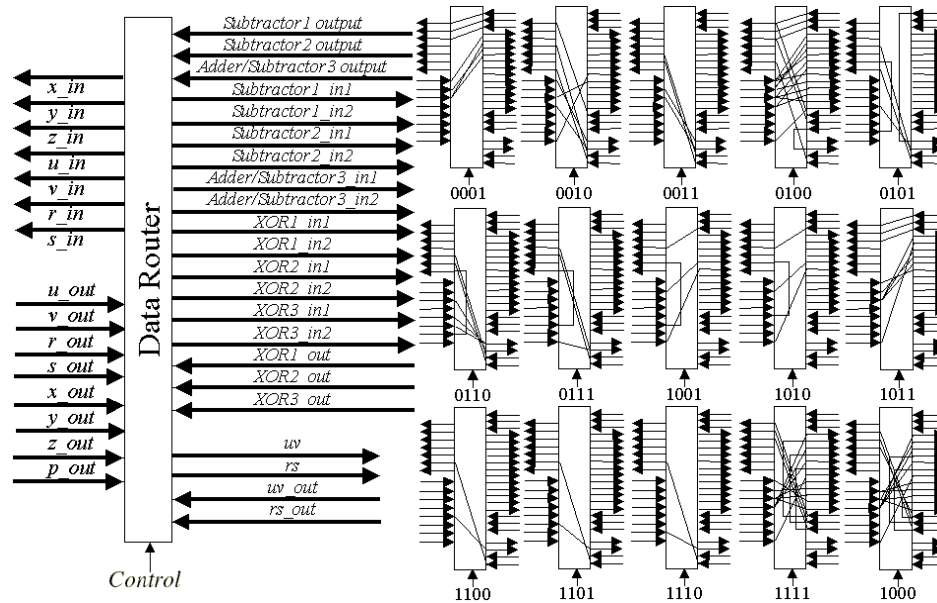 Subtractor1 output
Subtractor2 output
Adder/Subtractor3 output
Subtractor1_in1
Subtractor1_in2
Subtractor2_in1
Subtractor2_in2
Adder/Subtractor3_in1
Adder/Subtractor3_in2
XOR1_in1
XOR1_in2
XOR2_in1
XOR2_in2
XOR3_in1
XOR3_in2
XOR1_out
XOR2_out
XOR3_out
uv
rs
uv_out
rs_out
x_in
y_in
z_in
u_in
v_in
r_in
s_in
u_out
v_out
r_out
s_out
x_out
y_out
z_out
p_out
Data Router
Control
0001
0010
0011
0100
0101
0110
0111
1001
1010
1011
1100
1101
1110
1111
1000